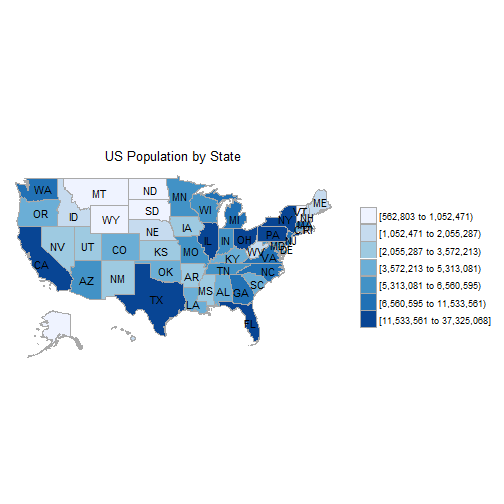 US Population by State
WA
MT
ND
MN
ME
OR
ID
SD
WI
MI
NY
VT
NH
WY
NE
IA
PA
NJ
NV
UT
CO
KS
MO
IL
IN
OH
WV
VA
MD
DE
CT
RI
MA
CA
AZ
NM
OK
AR
KY
TN
NC
SC
TX
LA
MS
AL
GA
FL
[562,803 to 1,052,471)
[1,052,471 to 2,055,287)
[2,055,287 to 3,572,213)
[3,572,213 to 5,313,081)
[5,313,081 to 6,560,595)
[6,560,595 to 11,533,561)
[11,533,561 to 37,325,068]